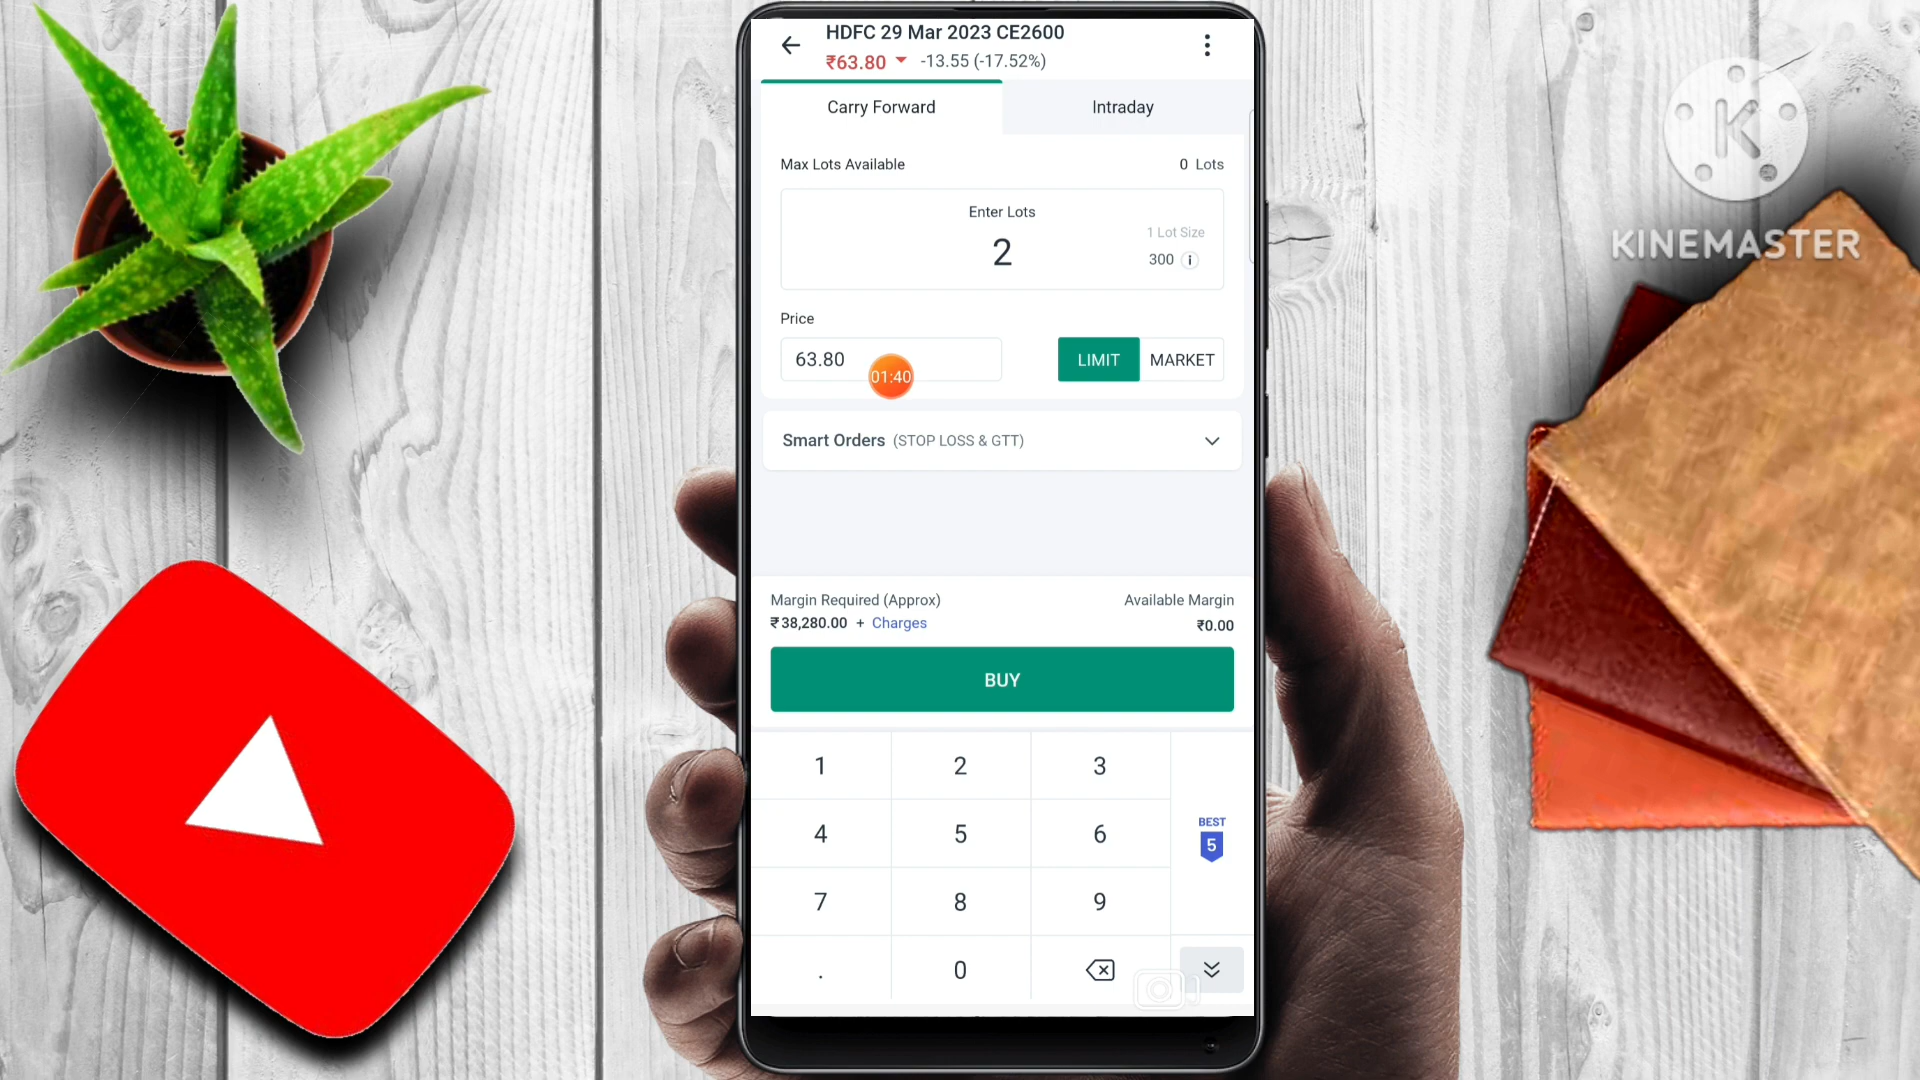 HDFC 29 Mar 2023 CE2600
₹63.80 -13.55 (-17.52%)
Carry Forward Intraday
Max Lots Available 0 Lots
Enter Lots
1 Lot Size
2
300 i
Price
63.80 LIMIT MARKET
01:40
Smart Orders (STOP LOSS & GTT)
Margin Required (Approx) Available Margin
₹38,280.00 + Charges ₹0.00
BUY
1 2 3
4 5 6
BEST
5
7 8 9
. 0
K
KINEMASTER